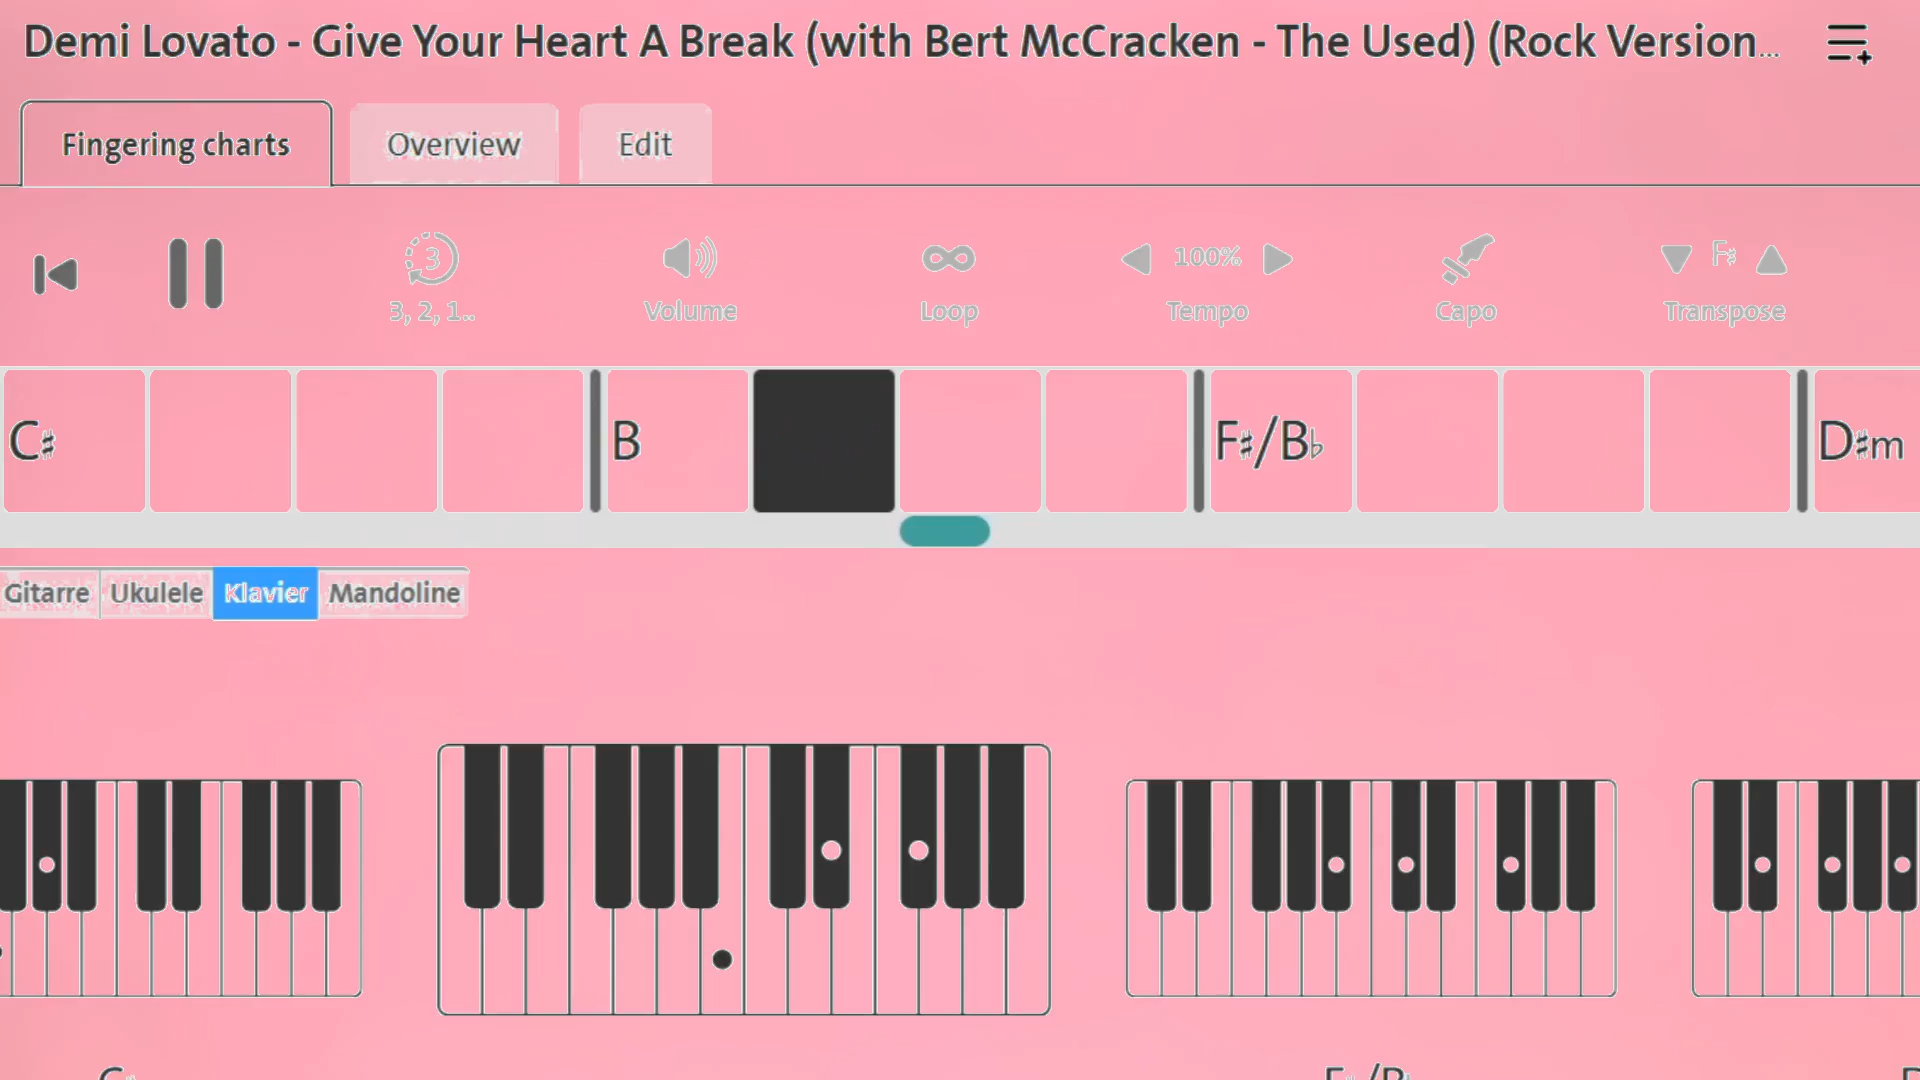 Demi Lovato - Give Your Heart A Break (with Bert McCracken - The Used) (Rock Version...
Fingering charts Overview Edit
3 100% F♯
3, 2, 1.. Volume Loop Tempo Capo Transpose
C♯ B F♯/B♭ D♯m
Gitarre Ukulele Klavier Mandoline